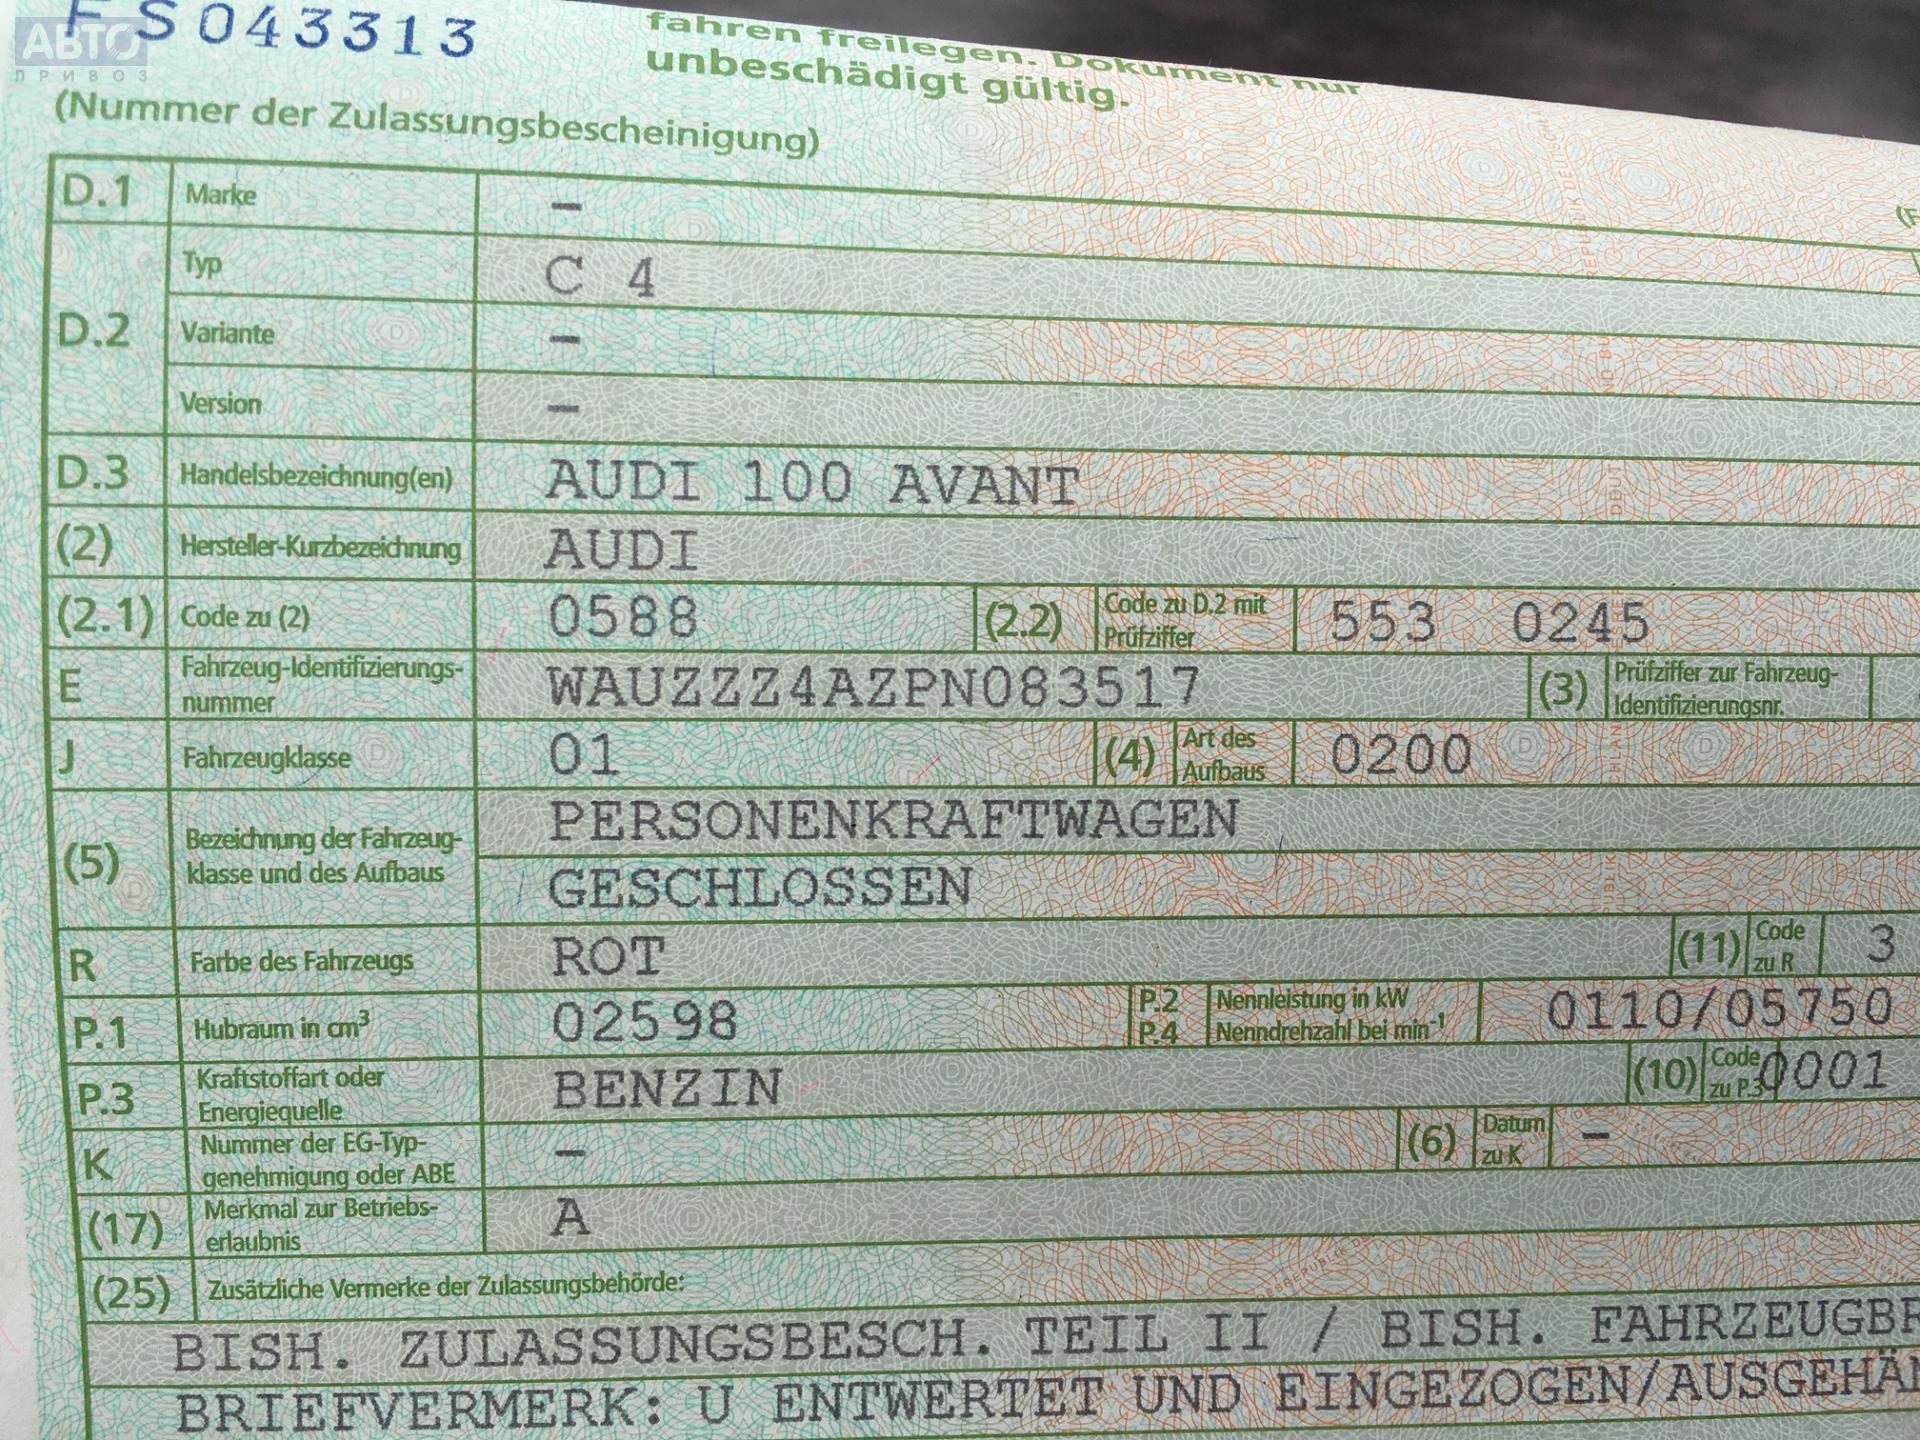 FS043313
АВТО
ПРИВОЗ
fahren freilegen. Dokument nur
unbeschädigt gültig.
(Nummer der Zulassungsbescheinigung)
D.1 Marke –
D.2 Typ C 4
Variante –
Version –
D.3 Handelsbezeichnung(en) AUDI 100 AVANT
(2) Hersteller-Kurzbezeichnung AUDI
(2.1) Code zu (2) 0588 (2.2) Code zu D.2 mit Prüfziffer 553 0245
E Fahrzeug-Identifizierungs-
nummer WAUZZZ4AZPN083517 (3) Prüfziffer zur Fahrzeug-
Identifizierungsnr.
J Fahrzeugklasse 01 (4) Art des Aufbaus 0200
(5) Bezeichnung der Fahrzeug-
klasse und des Aufbaus
PERSONENKRAFTWAGEN
GESCHLOSSEN
R Farbe des Fahrzeugs ROT (11) Code zu R 3
P.1 Hubraum in cm³ 02598 P.2 Nennleistung in kW
P.4 Nenndrehzahl bei min⁻¹ 0110/05750
P.3 Kraftstoffart oder
Energiequelle BENZIN (10) Code zu P.3 0001
K Nummer der EG-Typ-
genehmigung oder ABE – (6) Datum zu K –
(17) Merkmal zur Betriebs-
erlaubnis A
(25) Zusätzliche Vermerke der Zulassungsbehörde:
BISH. ZULASSUNGSBESCH. TEIL II / BISH. FAHRZEUGBR
BRIEFVERMERK: U ENTWERTET UND EINGEZOGEN/AUSGEHÄN